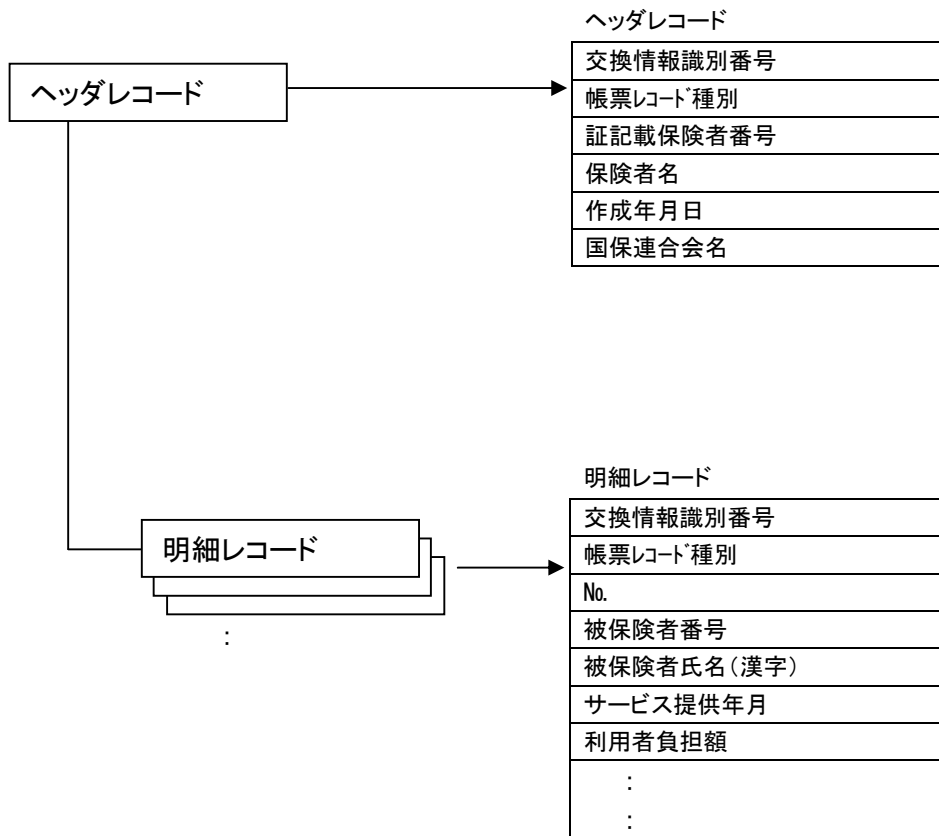 ヘッダレコード
ヘッダレコード
交換情報識別番号
帳票ﾚｺｰﾄﾞ種別
証記載保険者番号
保険者名
作成年月日
国保連合会名
明細レコード
:
明細レコード
交換情報識別番号
帳票ﾚｺｰﾄﾞ種別
№
被保険者番号
被保険者氏名（漢字）
サービス提供年月
利用者負担額
:
: